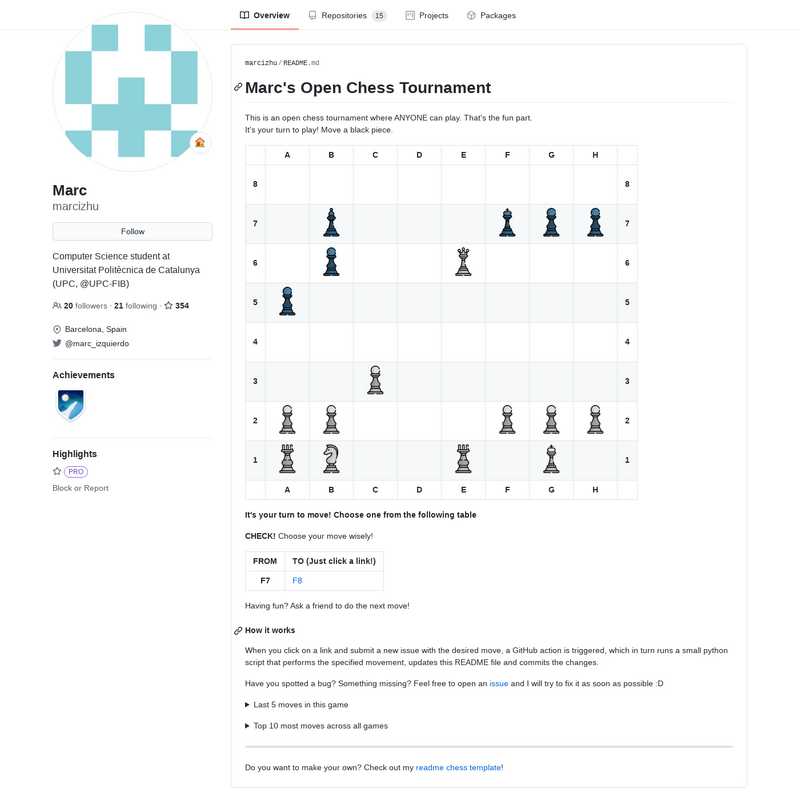 Overview Repositories 15 Projects Packages
Marc
marcizhu
Follow
Computer Science student at
Universitat Politècnica de Catalunya
(UPC, @UPC-FIB)
20 followers · 21 following · 354
Barcelona, Spain
@marc_izquierdo
Achievements
Highlights
PRO
Block or Report
marcizhu / README.md
Marc's Open Chess Tournament
This is an open chess tournament where ANYONE can play. That's the fun part.
It's your turn to play! Move a black piece.
A B C D E F G H
8 8
7 7
6 6
5 5
4 4
3 3
2 2
1 1
A B C D E F G H
It's your turn to move! Choose one from the following table
CHECK! Choose your move wisely!
FROM TO (Just click a link!)
F7 F8
Having fun? Ask a friend to do the next move!
How it works
When you click on a link and submit a new issue with the desired move, a GitHub action is triggered, which in turn runs a small python
script that performs the specified movement, updates this README file and commits the changes.
Have you spotted a bug? Something missing? Feel free to open an issue and I will try to fix it as soon as possible :D
Last 5 moves in this game
Top 10 most moves across all games
Do you want to make your own? Check out my readme chess template!